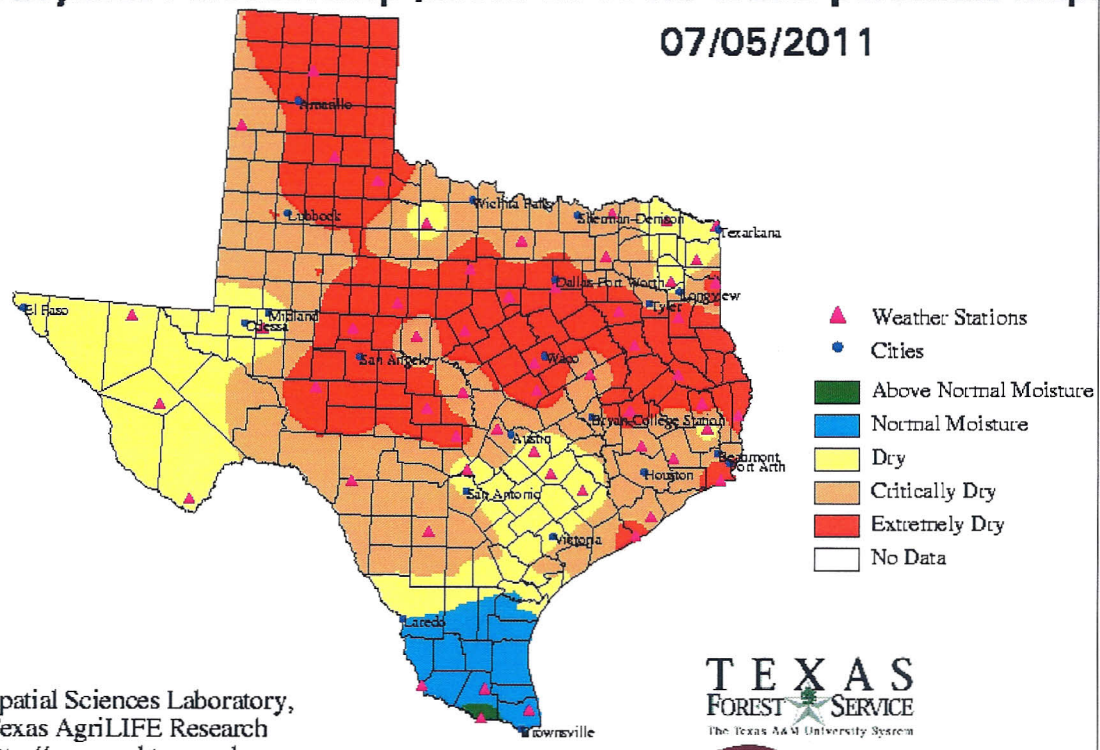 07/05/2011
Amarillo
Lubbock
Wichita Falls
Sherman-Denison
Texarkana
Dallas-Fort Worth
Longview
Tyler
El Paso
Midland
Odessa
San Angelo
Waco
Bryan-College Station
Austin
Beaumont
Port Arth
Houston
San Antonio
Victoria
Laredo
Brownsville
Weather Stations
Cities
Above Normal Moisture
Normal Moisture
Dry
Critically Dry
Extremely Dry
No Data
patial Sciences Laboratory,
exas AgriLIFE Research
TEXAS
FOREST SERVICE
The Texas A&M University System